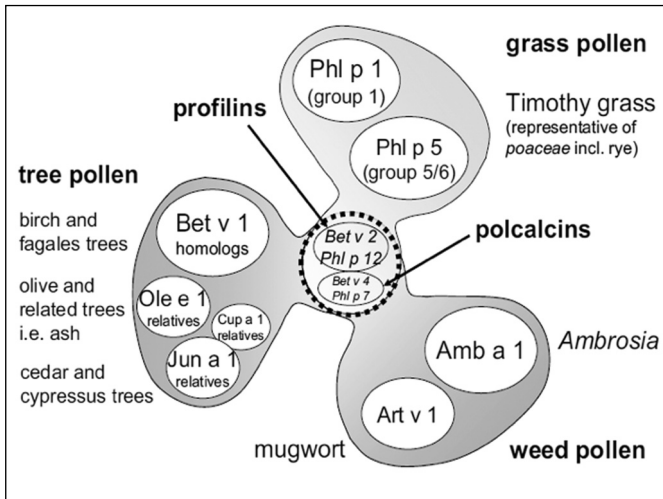 grass pollen
Phl p 1
(group 1)
Timothy grass
(representative of
poaceae incl. rye)
Phl p 5
(group 5/6)
profilins
tree pollen
birch and
fagales trees
Bet v 1
homologs
Bet v 2
Phl p 12
polcalcins
Bet v 4
Phl p 7
olive and
related trees
i.e. ash
Ole e 1
relatives
Cup a 1
relatives
Jun a 1
relatives
cedar and
cypressus trees
Amb a 1
Ambrosia
Art v 1
mugwort
weed pollen